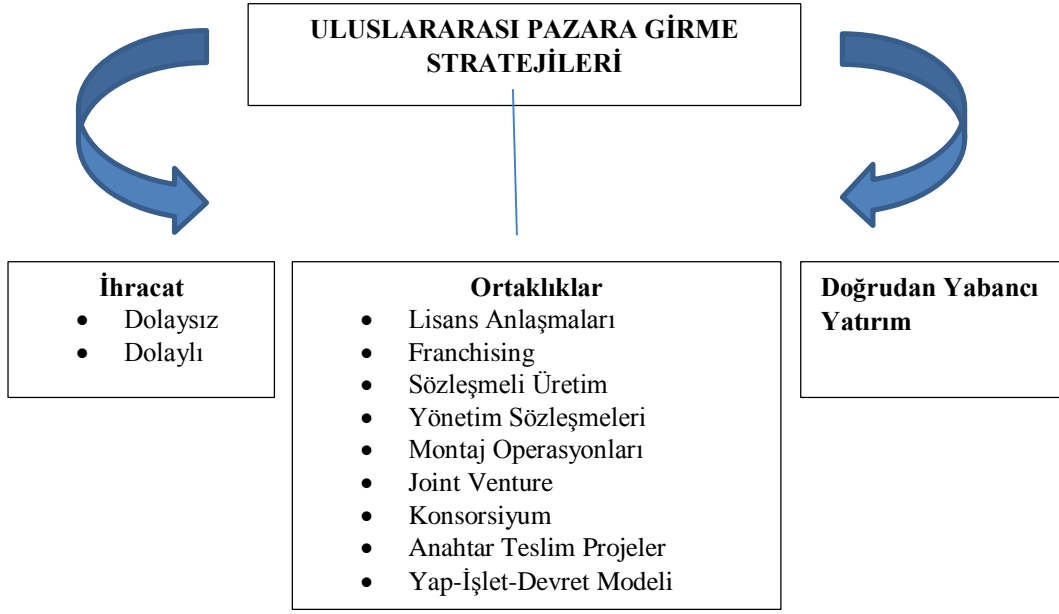 ULUSLARARASI PAZARA GİRME
STRATEJİLERİ
İhracat
• Dolaysız
• Dolaylı
Ortaklıklar
• Lisans Anlaşmaları
• Franchising
• Sözleşmeli Üretim
• Yönetim Sözleşmeleri
• Montaj Operasyonları
• Joint Venture
• Konsorsiyum
• Anahtar Teslim Projeler
• Yap-İşlet-Devret Modeli
Doğrudan Yabancı
Yatırım